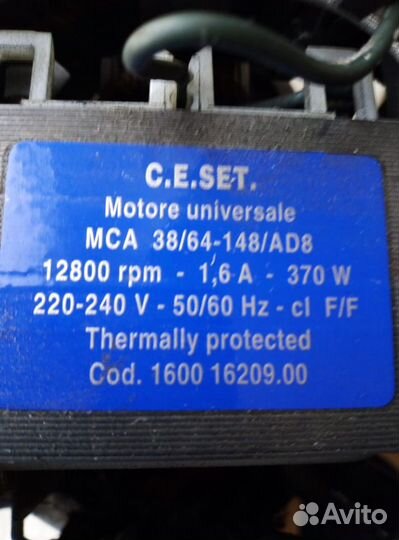 C.E.SET.
Motore universale
MCA 38/64-148/AD8
12800 rpm - 1,6 A - 370 W
220-240 V - 50/60 Hz - cl F/F
Thermally protected
Cod. 1600 16209.00
Avito